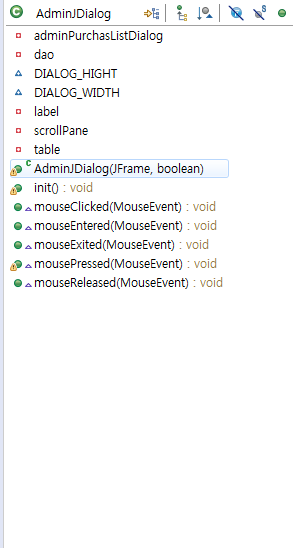 AdminJDialog
adminPurchasListDialog
dao
DIALOG_HIGHT
DIALOG_WIDTH
label
scrollPane
table
AdminJDialog(JFrame, boolean)
init() : void
mouseClicked(MouseEvent) : void
mouseEntered(MouseEvent) : void
mouseExited(MouseEvent) : void
mousePressed(MouseEvent) : void
mouseReleased(MouseEvent) : void